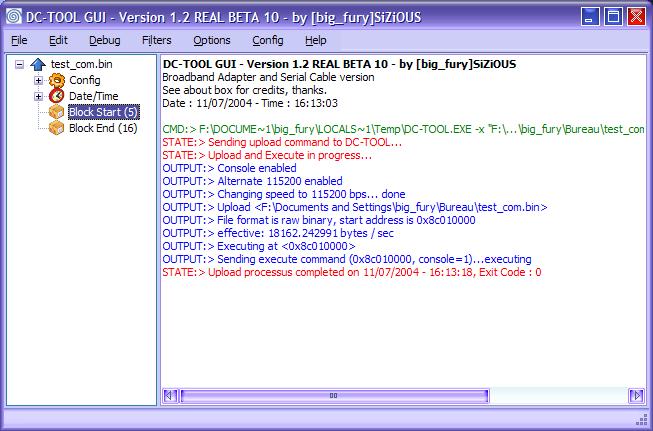 DC-TOOL GUI - Version 1.2 REAL BETA 10 - by [big_fury]SiZiOUS
File Edit Debug Filters Options Config Help
test_com.bin
Config
Date/Time
Block Start (5)
Block End (16)
DC-TOOL GUI - Version 1.2 REAL BETA 10 - by [big_fury]SiZiOUS
Broadband Adapter and Serial Cable version
See about box for credits, thanks.
Date : 11/07/2004 - Time : 16:13:03
CMD:> F:\DOCUME~1\big_fury\LOCALS~1\Temp\DC-TOOL.EXE -x "F:\...\big_fury\Bureau\test_com
STATE:> Sending upload command to DC-TOOL...
STATE:> Upload and Execute in progress...
OUTPUT:> Console enabled
OUTPUT:> Alternate 115200 enabled
OUTPUT:> Changing speed to 115200 bps... done
OUTPUT:> Upload <F:\Documents and Settings\big_fury\Bureau\test_com.bin>
OUTPUT:> File format is raw binary, start address is 0x8c010000
OUTPUT:> effective: 18162.242991 bytes / sec
OUTPUT:> Executing at <0x8c010000>
OUTPUT:> Sending execute command (0x8c010000, console=1)...executing
STATE:> Upload processus completed on 11/07/2004 - 16:13:18, Exit Code : 0